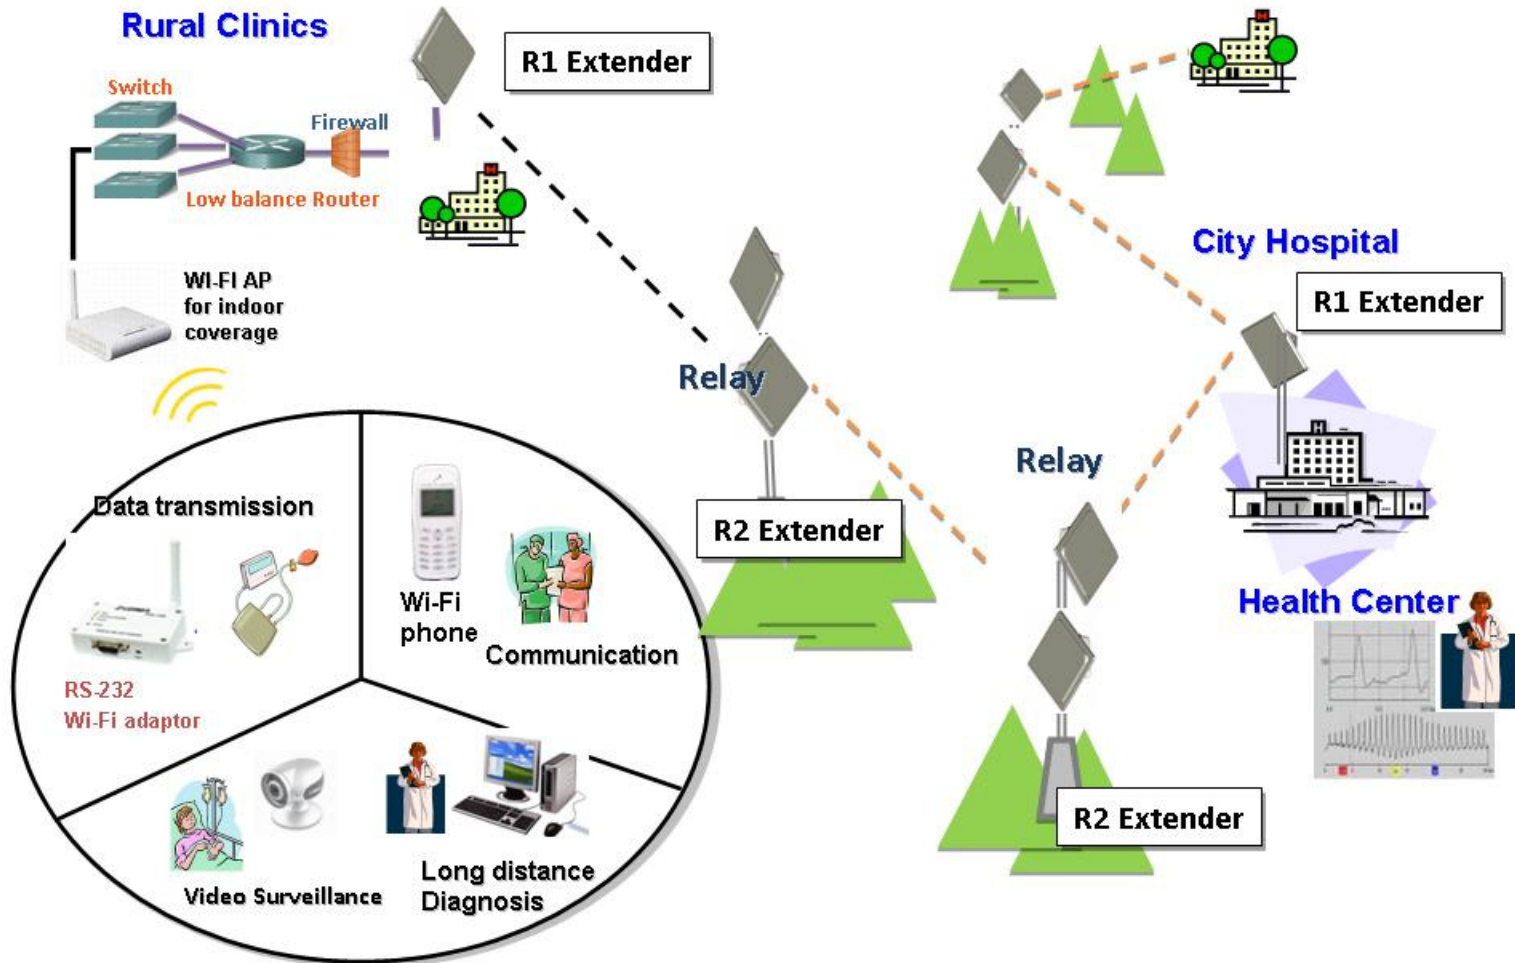 Rural Clinics
R1 Extender
Switch
Firewall
Low balance Router
WI-FI AP
for indoor
coverage
City Hospital
R1 Extender
Relay
Relay
R2 Extender
Data transmission
Wi-Fi
phone
Communication
RS-232
Wi-Fi adaptor
Health Center
R2 Extender
Video Surveillance
Long distance
Diagnosis
H
H
H